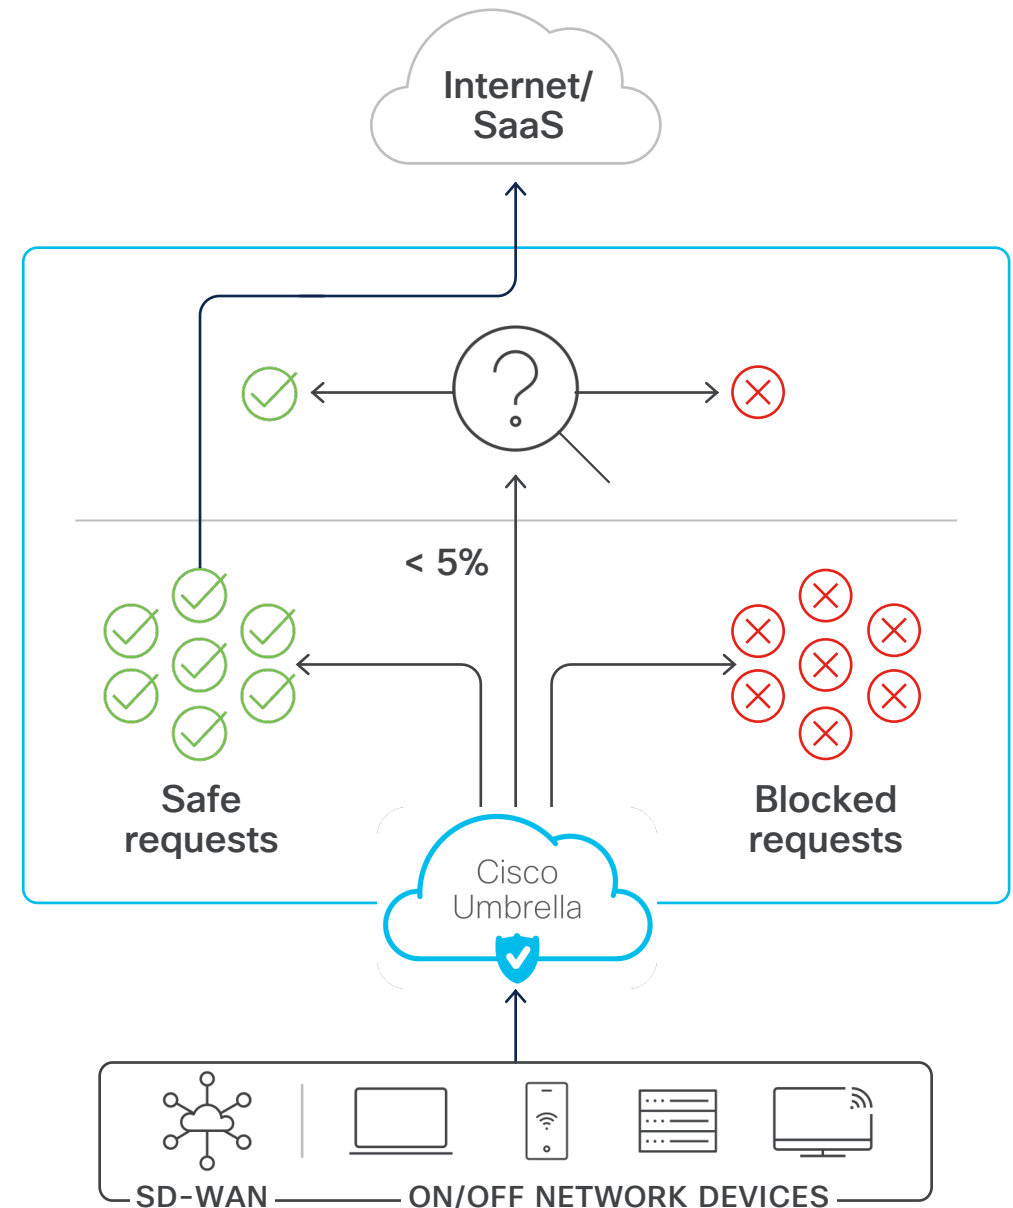 Internet/
SaaS
?
< 5%
Safe
requests
Blocked
requests
Cisco
Umbrella
SD-WAN
ON/OFF NETWORK DEVICES